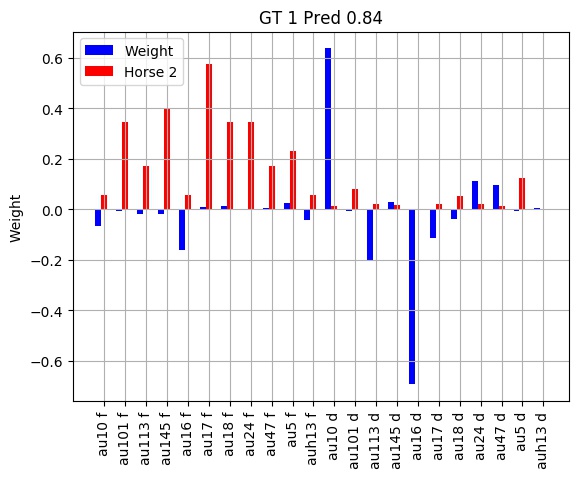 GT 1 Pred 0.84
Weight
Horse 2
Weight
0.6
0.4
0.2
0.0
−0.2
−0.4
−0.6
au10 f
au101 f
au113 f
au145 f
au16 f
au17 f
au18 f
au24 f
au47 f
au5 f
auh13 f
au10 d
au101 d
au113 d
au145 d
au16 d
au17 d
au18 d
au24 d
au47 d
au5 d
auh13 d